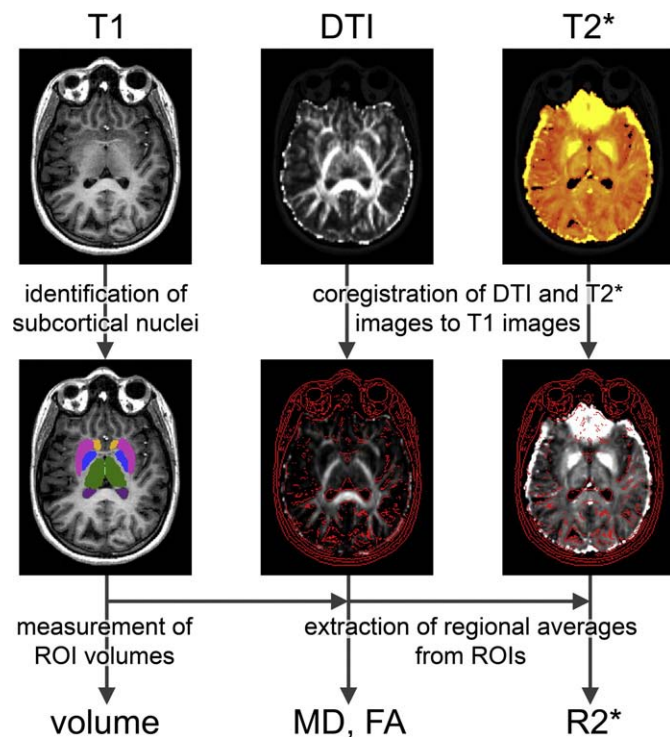 T1
DTI
T2*
identification of
subcortical nuclei
coregistration of DTI and T2*
images to T1 images
measurement of
ROI volumes
extraction of regional averages
from ROIs
volume
MD, FA
R2*